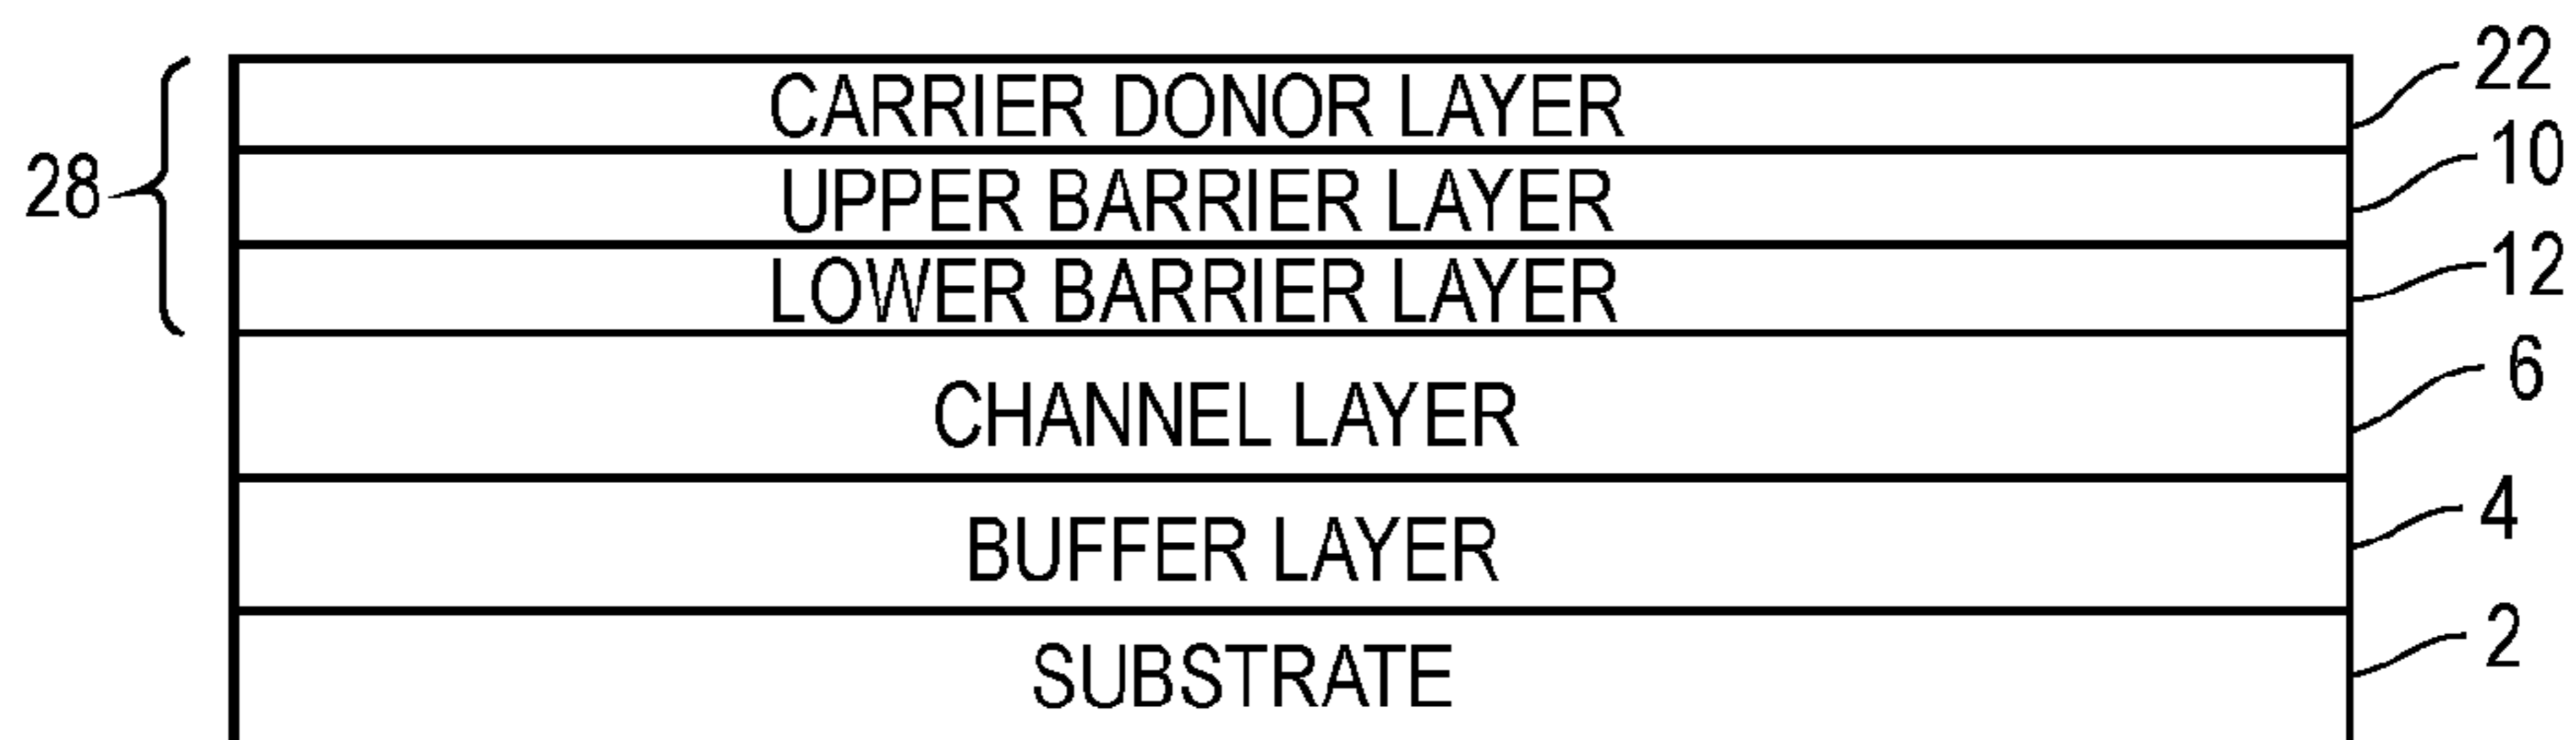 CARRIER DONOR LAYER 22
28 UPPER BARRIER LAYER 10
LOWER BARRIER LAYER 12
CHANNEL LAYER 6
BUFFER LAYER 4
SUBSTRATE 2